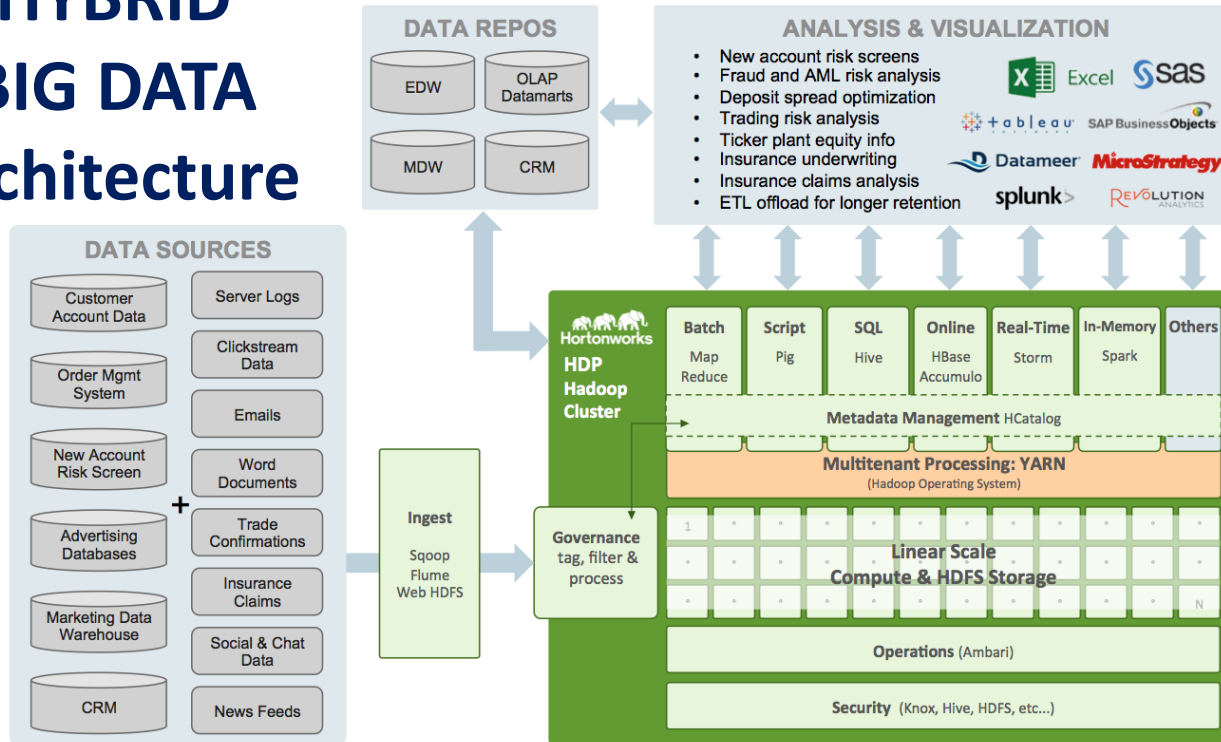 HYBRID
BIG DATA
chitecture
DATA REPOS
EDW
OLAP
Datamarts
MDW
CRM
ANALYSIS & VISUALIZATION
• New account risk screens
• Fraud and AML risk analysis
• Deposit spread optimization
• Trading risk analysis
• Ticker plant equity info
• Insurance underwriting
• Insurance claims analysis
• ETL offload for longer retention
X Excel
sas
+ableau
SAP BusinessObjects
Datameer
MicroStrategy
splunk>
REVOLUTION
ANALYTICS
DATA SOURCES
Customer
Account Data
Order Mgmt
System
New Account
Risk Screen
Advertising
Databases
Marketing Data
Warehouse
CRM
+
Server Logs
Clickstream
Data
Emails
Word
Documents
Trade
Confirmations
Insurance
Claims
Social & Chat
Data
News Feeds
Ingest
Sqoop
Flume
Web HDFS
Governance
tag, filter &
process
Hortonworks
HDP
Hadoop
Cluster
Batch
Map
Reduce
Script
Pig
SQL
Hive
Online
HBase
Accumulo
Real-Time
Storm
In-Memory
Spark
Others
Metadata Management HCatalog
Multitenant Processing: YARN
(Hadoop Operating System)
1
Linear Scale
Compute & HDFS Storage
N
Operations (Ambari)
Security (Knox, Hive, HDFS, etc...)